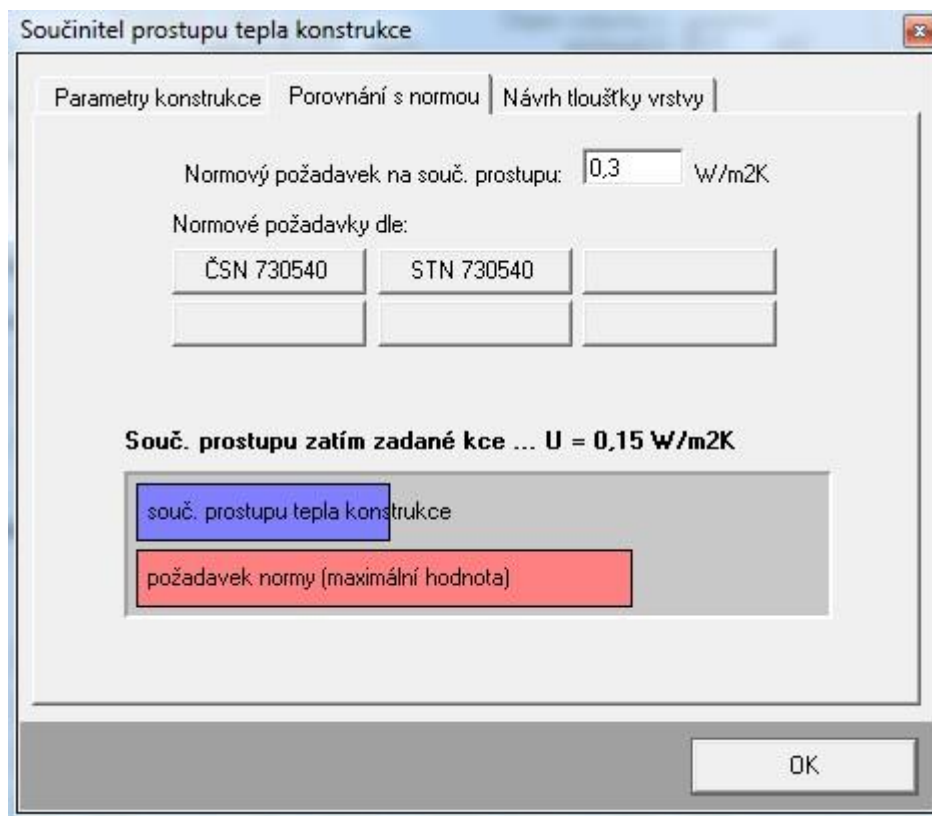 Součinitel prostupu tepla konstrukce
Parametry konstrukce Porovnání s normou Návrh tloušťky vrstvy
Normový požadavek na souč. prostupu: 0,3 W/m2K
Normové požadavky dle:
ČSN 730540 STN 730540
Souč. prostupu zatím zadané kce ... U = 0,15 W/m2K
souč. prostupu tepla konstrukce
požadavek normy (maximální hodnota)
OK